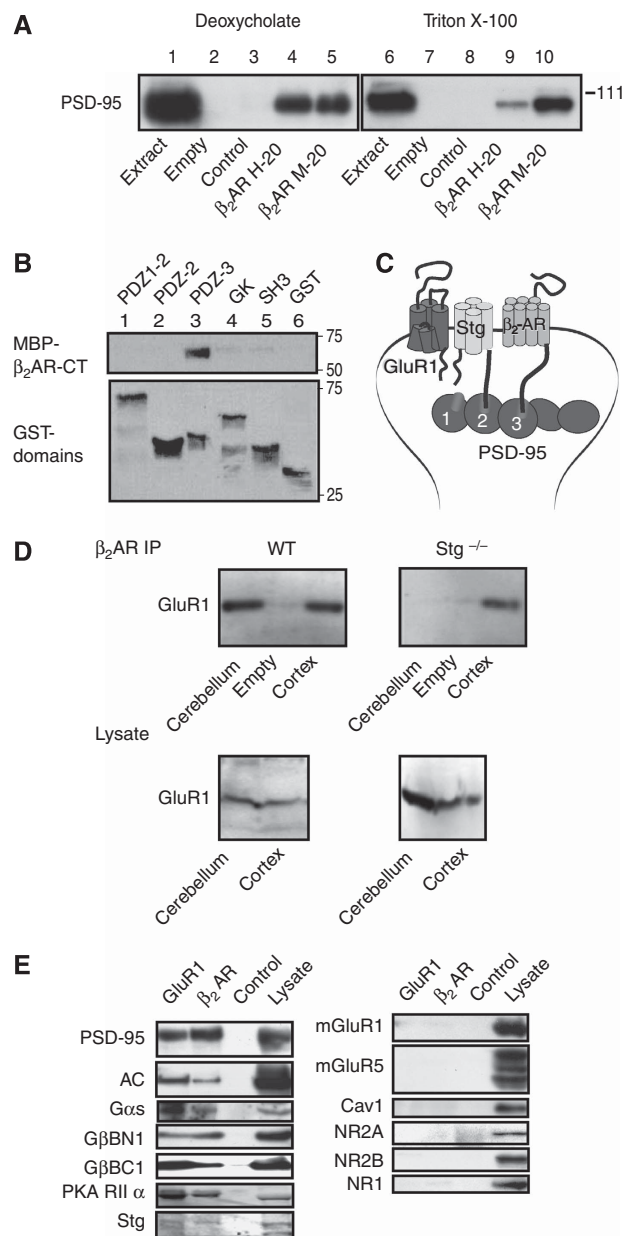 A
Deoxycholate Triton X-100
1 2 3 4 5 6 7 8 9 10
PSD-95
111
Extract Empty Control β2AR H-20 β2AR M-20 Extract Empty Control β2AR H-20 β2AR M-20
B
PDZ1-2 PDZ-2 PDZ-3 GK SH3 GST
1 2 3 4 5 6
MBP-
β2AR-CT
75
50
GST-
domains
75
25
C
GluR1
Stg
β2-AR
1 2 3
PSD-95
D
β2AR IP WT Stg –/–
GluR1
Cerebellum Empty Cortex Cerebellum Empty Cortex
Lysate
GluR1
Cerebellum Cortex Cerebellum Cortex
E
GluR1 β2 AR Control Lysate
PSD-95
AC
Gαs
GβBN1
GβBC1
PKA RII α
Stg
GluR1 β2 AR Control Lysate
mGluR1
mGluR5
Cav1
NR2A
NR2B
NR1